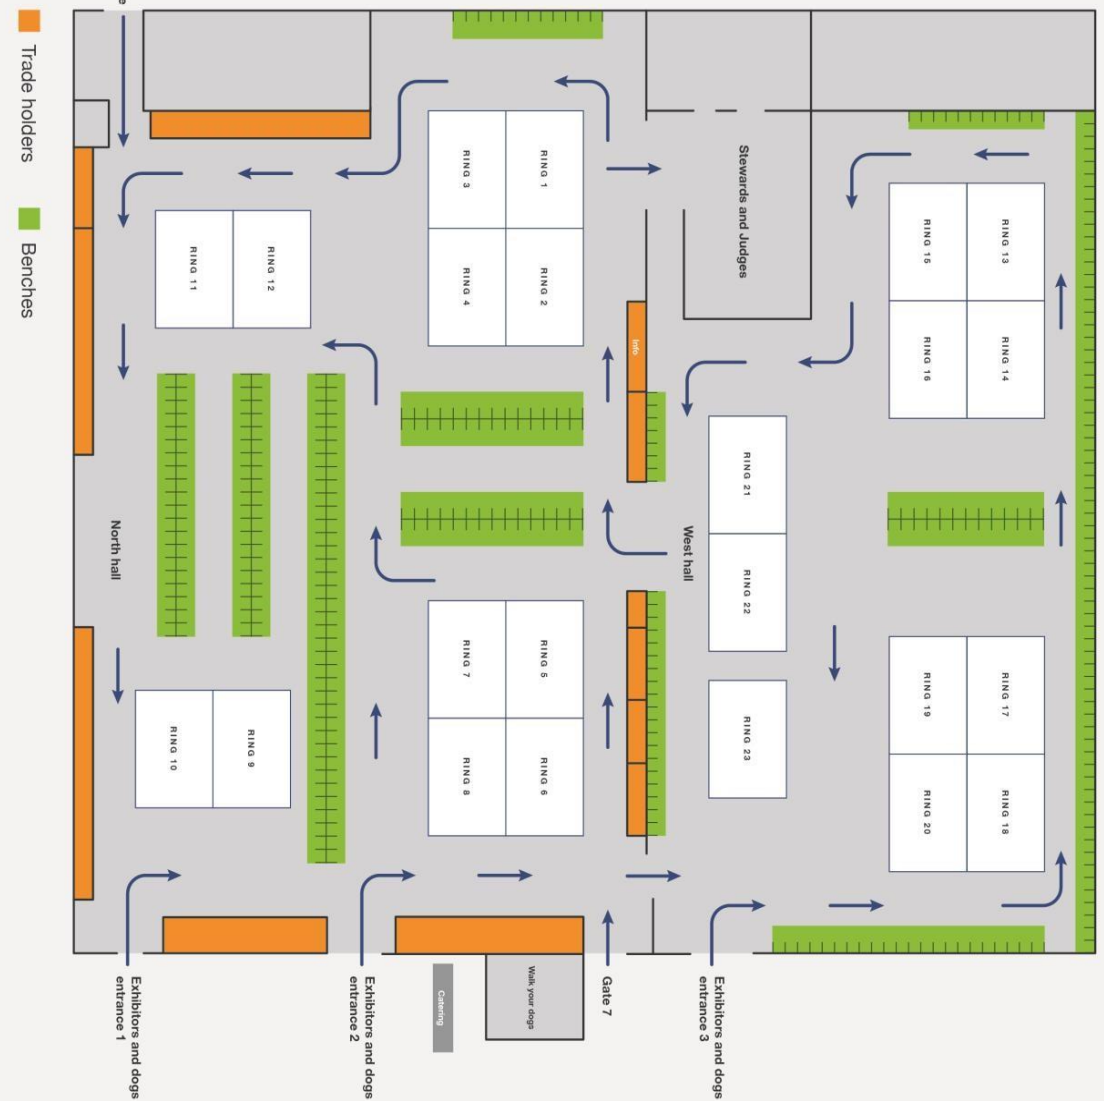 RING 13
RING 14
RING 17
RING 18
RING 15
RING 16
RING 19
RING 20
Stewards and Judges
RING 21
RING 22
RING 23
Exhibitors and dogs
entrance 3
West hall
Info
Gate 7
RING 1
RING 2
RING 5
RING 6
Walk your dogs
RING 3
RING 4
RING 7
RING 8
Catering
Exhibitors and dogs
entrance 2
RING 12
RING 9
RING 11
RING 10
Exhibitors and dogs
entrance 1
North hall
Trade holders
Benches